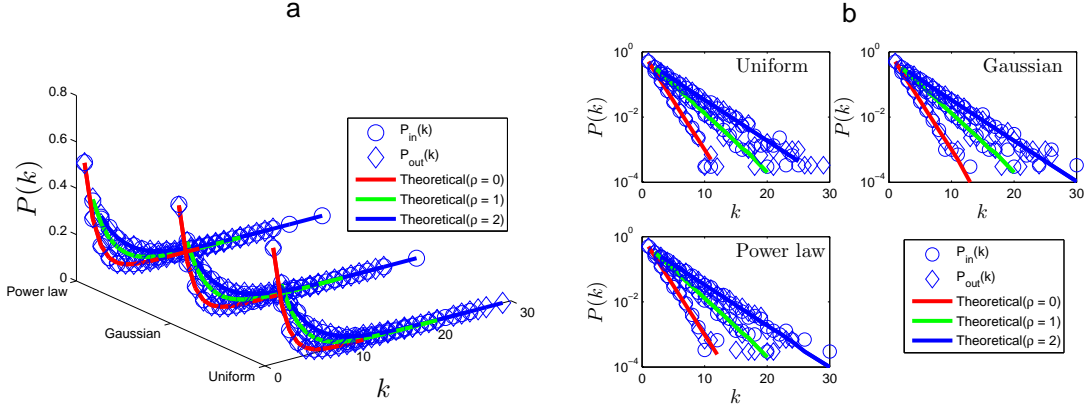 a
b
P(k)
0.8
0.6
0.4
0.2
0
Power law
Gaussian
Uniform
0
10
20
30
k
P_in(k)
P_out(k)
Theoretical(ρ = 0)
Theoretical(ρ = 1)
Theoretical(ρ = 2)
Uniform
P(k)
10^0
10^-2
10^-4
0 10 20 30
k
Gaussian
P(k)
10^0
10^-2
10^-4
0 10 20 30
k
Power law
P(k)
10^0
10^-2
10^-4
0 10 20 30
k
P_in(k)
P_out(k)
Theoretical(ρ = 0)
Theoretical(ρ = 1)
Theoretical(ρ = 2)